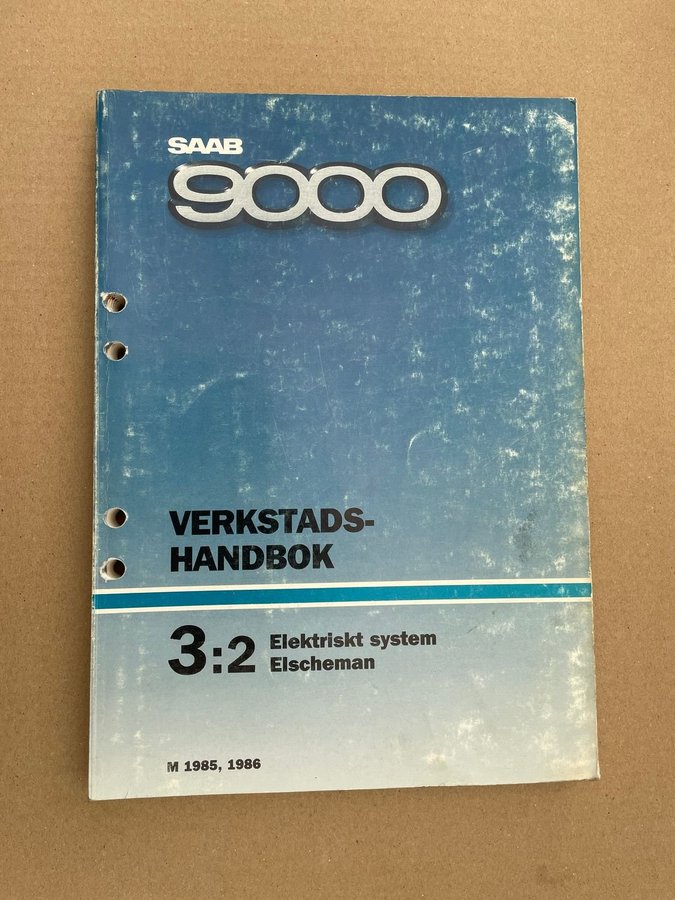 SAAB
9000
VERKSTADS-
HANDBOK
3:2 Elektriskt system
Elscheman
M 1985, 1986